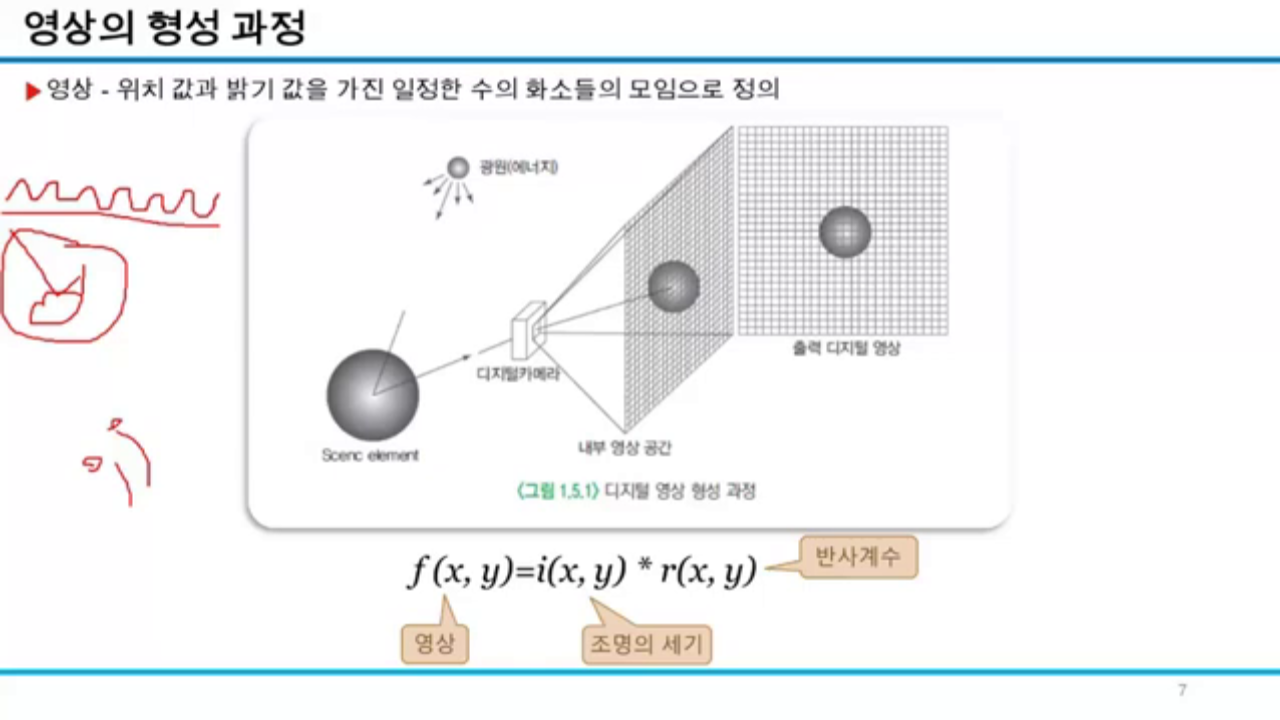 영상의 형성 과정
▶영상 - 위치 값과 밝기 값을 가진 일정한 수의 화소들의 모임으로 정의
광원(에너지)
디지털카메라
출력 디지털 영상
Scenc element
내부 영상 공간
<그림 1.5.1> 디지털 영상 형성 과정
f(x, y)=i(x, y) * r(x, y)
반사계수
영상
조명의 세기
7